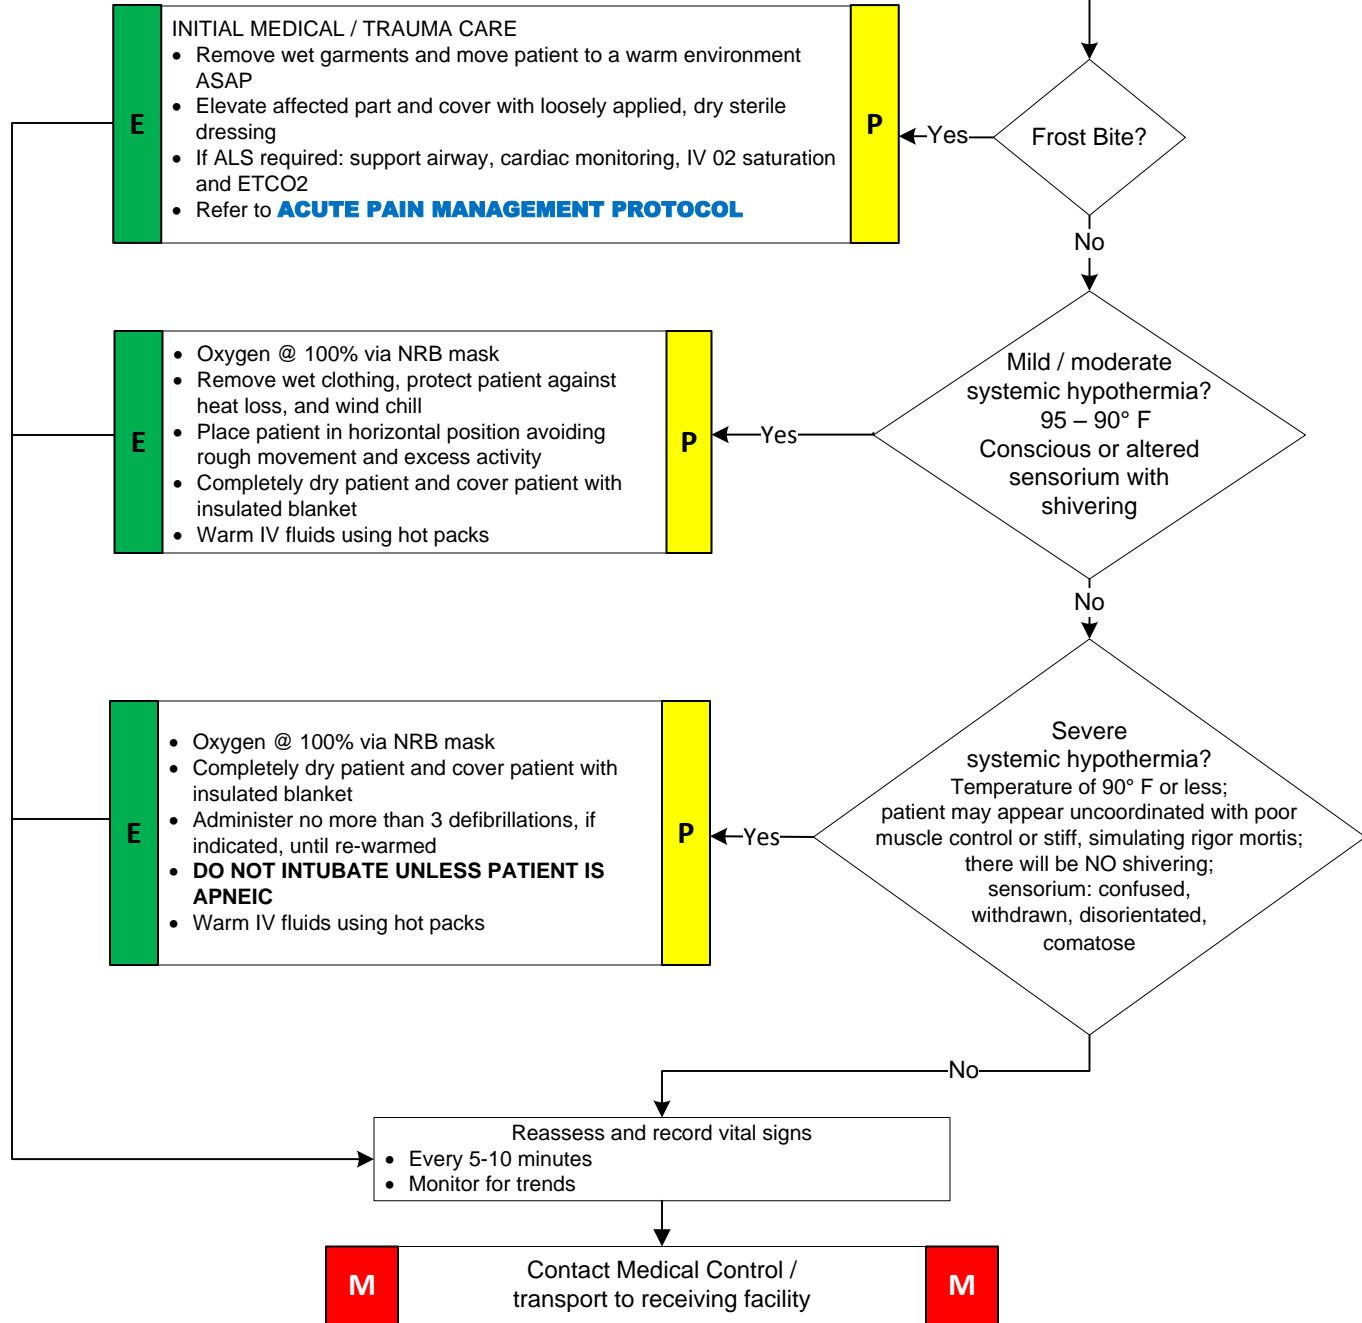 INITIAL MEDICAL / TRAUMA CARE
• Remove wet garments and move patient to a warm environment
ASAP
• Elevate affected part and cover with loosely applied, dry sterile
dressing
• If ALS required: support airway, cardiac monitoring, IV 02 saturation
and ETCO2
• Refer to ACUTE PAIN MANAGEMENT PROTOCOL
E
P
Yes
Frost Bite?
No
• Oxygen @ 100% via NRB mask
• Remove wet clothing, protect patient against
heat loss, and wind chill
• Place patient in horizontal position avoiding
rough movement and excess activity
• Completely dry patient and cover patient with
insulated blanket
• Warm IV fluids using hot packs
E
P
Yes
Mild / moderate
systemic hypothermia?
95 – 90° F
Conscious or altered
sensorium with
shivering
No
• Oxygen @ 100% via NRB mask
• Completely dry patient and cover patient with
insulated blanket
• Administer no more than 3 defibrillations, if
indicated, until re-warmed
• DO NOT INTUBATE UNLESS PATIENT IS
APNEIC
• Warm IV fluids using hot packs
E
P
Yes
Severe
systemic hypothermia?
Temperature of 90° F or less;
patient may appear uncoordinated with poor
muscle control or stiff, simulating rigor mortis;
there will be NO shivering;
sensorium: confused,
withdrawn, disorientated,
comatose
No
Reassess and record vital signs
• Every 5-10 minutes
• Monitor for trends
M
Contact Medical Control /
transport to receiving facility
M